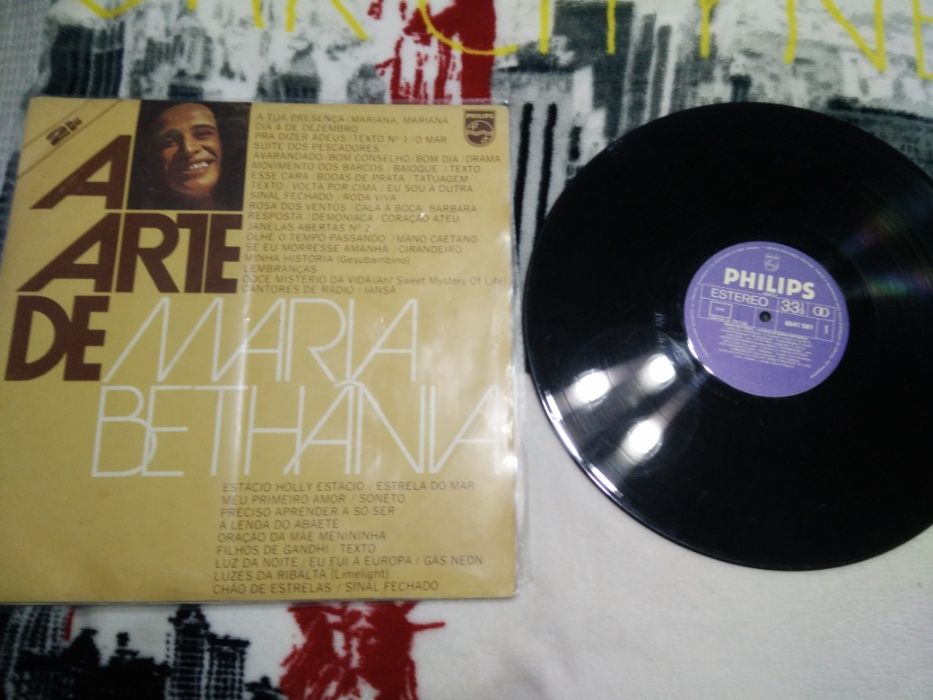 2LP
A
ARTE
DE
MARIA
BETHÂNIA
A TUA PRESENÇA / MARIANA, MARIANA
DIA 4 DE DEZEMBRO
PRA DIZER ADEUS / TEXTO Nº 1 / O MAR
SUITE DOS PESCADORES
AVARANDADO / BOM CONSELHO / BOM DIA / DRAMA
MOVIMENTO DOS BARCOS / BAIOQUE / TEXTO
ESSE CARA / BODAS DE PRATA / TATUAGEM
TEXTO / VOLTA POR CIMA / EU SOU A OUTRA
SINAL FECHADO / RODA VIVA
ROSA DOS VENTOS / CALA A BOCA, BARBARA
RESPOSTA / DEMONÍACA / CORAÇÃO ATEU
JANELAS ABERTAS Nº 2
OLHE O TEMPO PASSANDO / MANO CAETANO
SE EU MORRESSE AMANHÃ / CIRANDEIRO
MINHA HISTORIA (Gesubambino)
LEMBRANÇAS
DOCE MISTERIO DA VIDA (Ah! Sweet Mystery Of Life)
CANTORES DE RADIO / IANSÃ
PHILIPS
ESTACIO HOLLY ESTACIO / ESTRELA DO MAR
MEU PRIMEIRO AMOR / SONETO
PRECISO APRENDER A SÓ SER
A LENDA DO ABAETE
ORAÇÃO DA MÃE MENININHA
FILHOS DE GANDHI / TEXTO
LUZ DA NOITE / EU FUI A EUROPA / GÁS NEON
LUZES DA RIBALTA (Limelight)
CHÃO DE ESTRELAS / SINAL FECHADO
PHILIPS
ESTEREO
33 1/3
6641 561
1